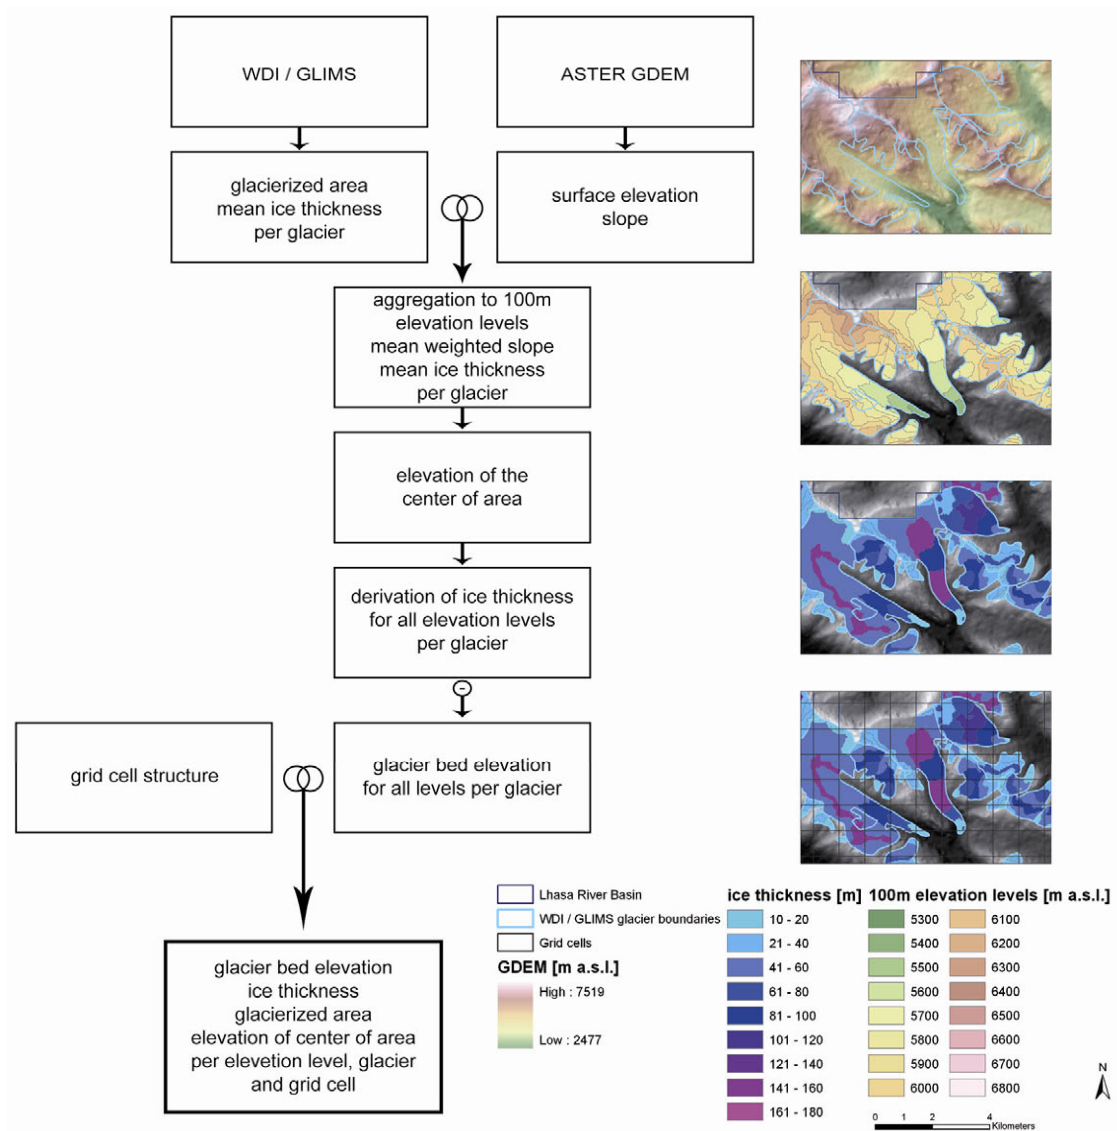 WDI / GLIMS
ASTER GDEM
glacierized area
mean ice thickness
per glacier
surface elevation
slope
aggregation to 100m
elevation levels
mean weighted slope
mean ice thickness
per glacier
elevation of the
center of area
derivation of ice thickness
for all elevation levels
per glacier
-
grid cell structure
glacier bed elevation
for all levels per glacier
glacier bed elevation
ice thickness
glacierized area
elevation of center of area
per elevetion level, glacier
and grid cell
Lhasa River Basin
WDI / GLIMS glacier boundaries
Grid cells
GDEM [m a.s.l.]
High : 7519
Low : 2477
ice thickness [m]
10 - 20
21 - 40
41 - 60
61 - 80
81 - 100
101 - 120
121 - 140
141 - 160
161 - 180
100m elevation levels [m a.s.l.]
5300
5400
5500
5600
5700
5800
5900
6000
6100
6200
6300
6400
6500
6600
6700
6800
N
0 1 2 4
Kilometers